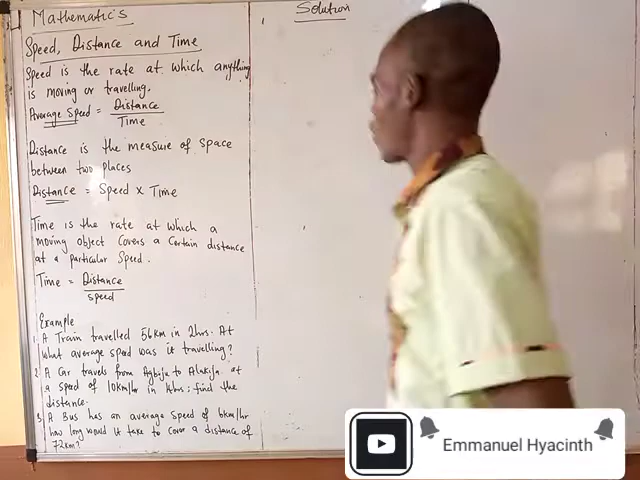 Mathematics
Speed, Distance and Time
Speed is the rate at which anything
is moving or travelling.
Average Speed = Distance
Time
Distance is the measure of space
between two places
Distance = Speed × Time
Time is the rate at which a
moving object covers a certain distance
at a particular speed.
Time = Distance
speed
Example
1. A Train travelled 56km in 2hrs. At
what average speed was it travelling?
2. A Car travels from Agbiju to Alakija at
a speed of 10km/hr in hrs; find the
distance.
3. A Bus has an average speed of 6km/hr
how long would it take to cover a distance of
72km?
Solution
Emmanuel Hyacinth